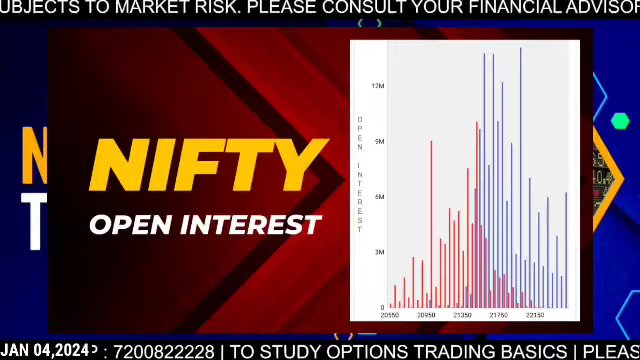 UBJECTS TO MARKET RISK. PLEASE CONSULT YOUR FINANCIAL ADVISOR
N
T
NIFTY
OPEN INTEREST
OPEN INTEREST
12M
9M
6M
3M
0
20550 20950 21350 21750 22150
JAN 04,2024 P : 7200822228 | TO STUDY OPTIONS TRADING BASICS | PLEAS